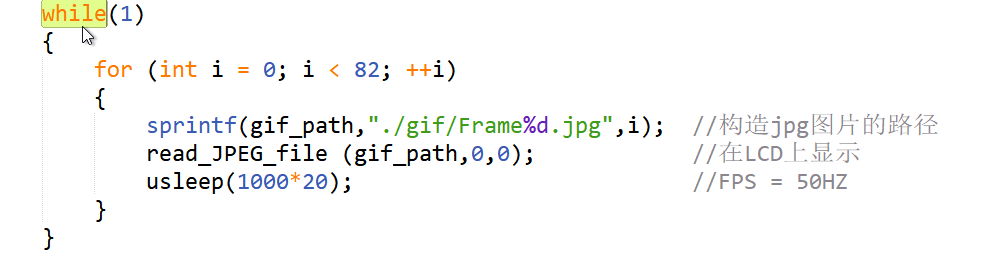 while(1)
{
for (int i = 0; i < 82; ++i)
{
sprintf(gif_path,"./gif/Frame%d.jpg",i); //构造jpg图片的路径
read_JPEG_file (gif_path,0,0); //在LCD上显示
usleep(1000*20); //FPS = 50HZ
}
}